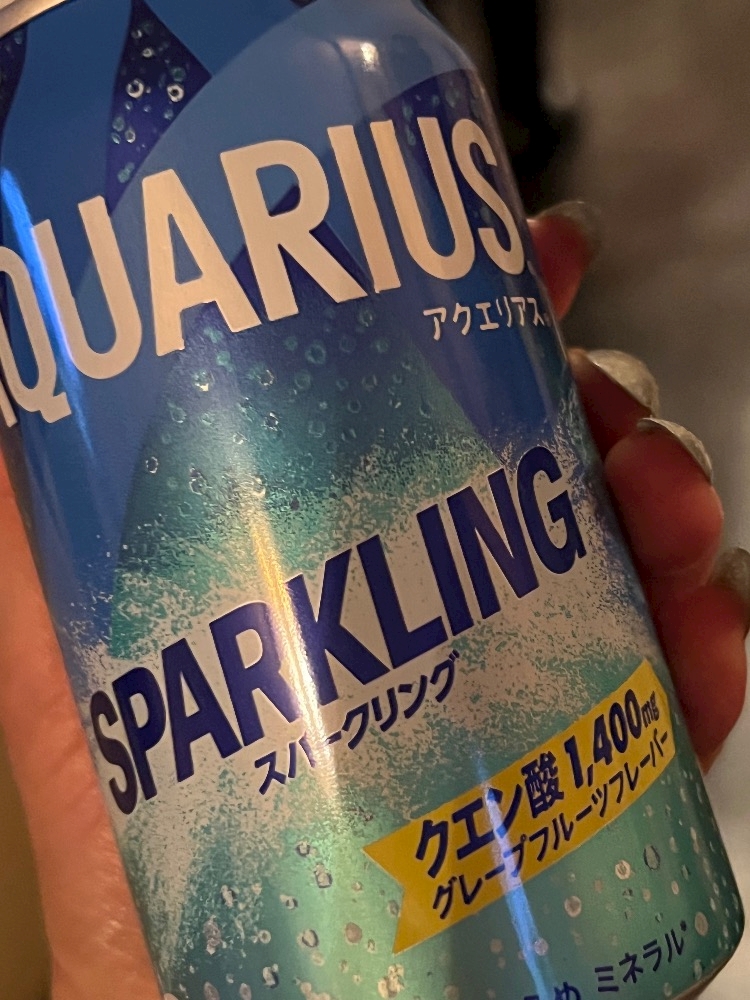 QUARIUS
アクエリアス
SPARKLING
スパークリング
クエン酸 1,400mg
グレープフルーツフレーバー
ミネラル*